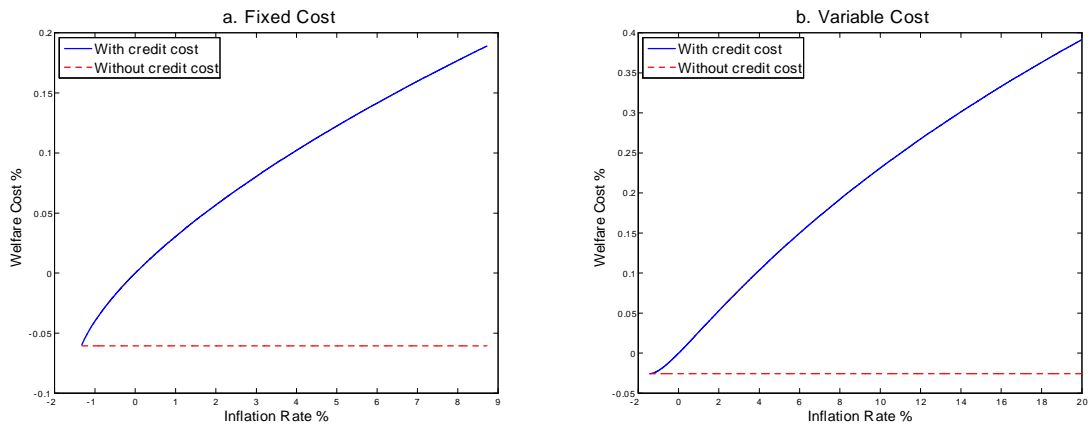 a. Fixed Cost
With credit cost
Without credit cost
Welfare Cost %
0.2
0.15
0.1
0.05
0
-0.05
-0.1
-2 -1 0 1 2 3 4 5 6 7 8 9
Inflation Rate %
b. Variable Cost
With credit cost
Without credit cost
Welfare Cost %
0.4
0.35
0.3
0.25
0.2
0.15
0.1
0.05
0
-0.05
-2 0 2 4 6 8 10 12 14 16 18 20
Inflation Rate %